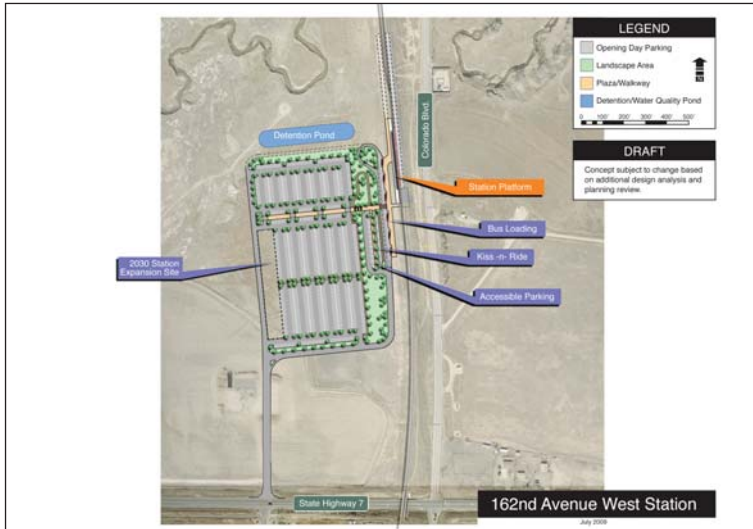 LEGEND
Opening Day Parking
Landscape Area
Plaza/Walkway
Detention/Water Quality Pond
N
0 100' 200' 300' 400' 500'
DRAFT
Concept subject to change based
on additional design analysis and
planning review.
Detention Pond
Colorado Blvd.
Station Platform
Bus Loading
Kiss -n- Ride
2030 Station
Expansion Site
Accessible Parking
State Highway 7
162nd Avenue West Station
July 2009